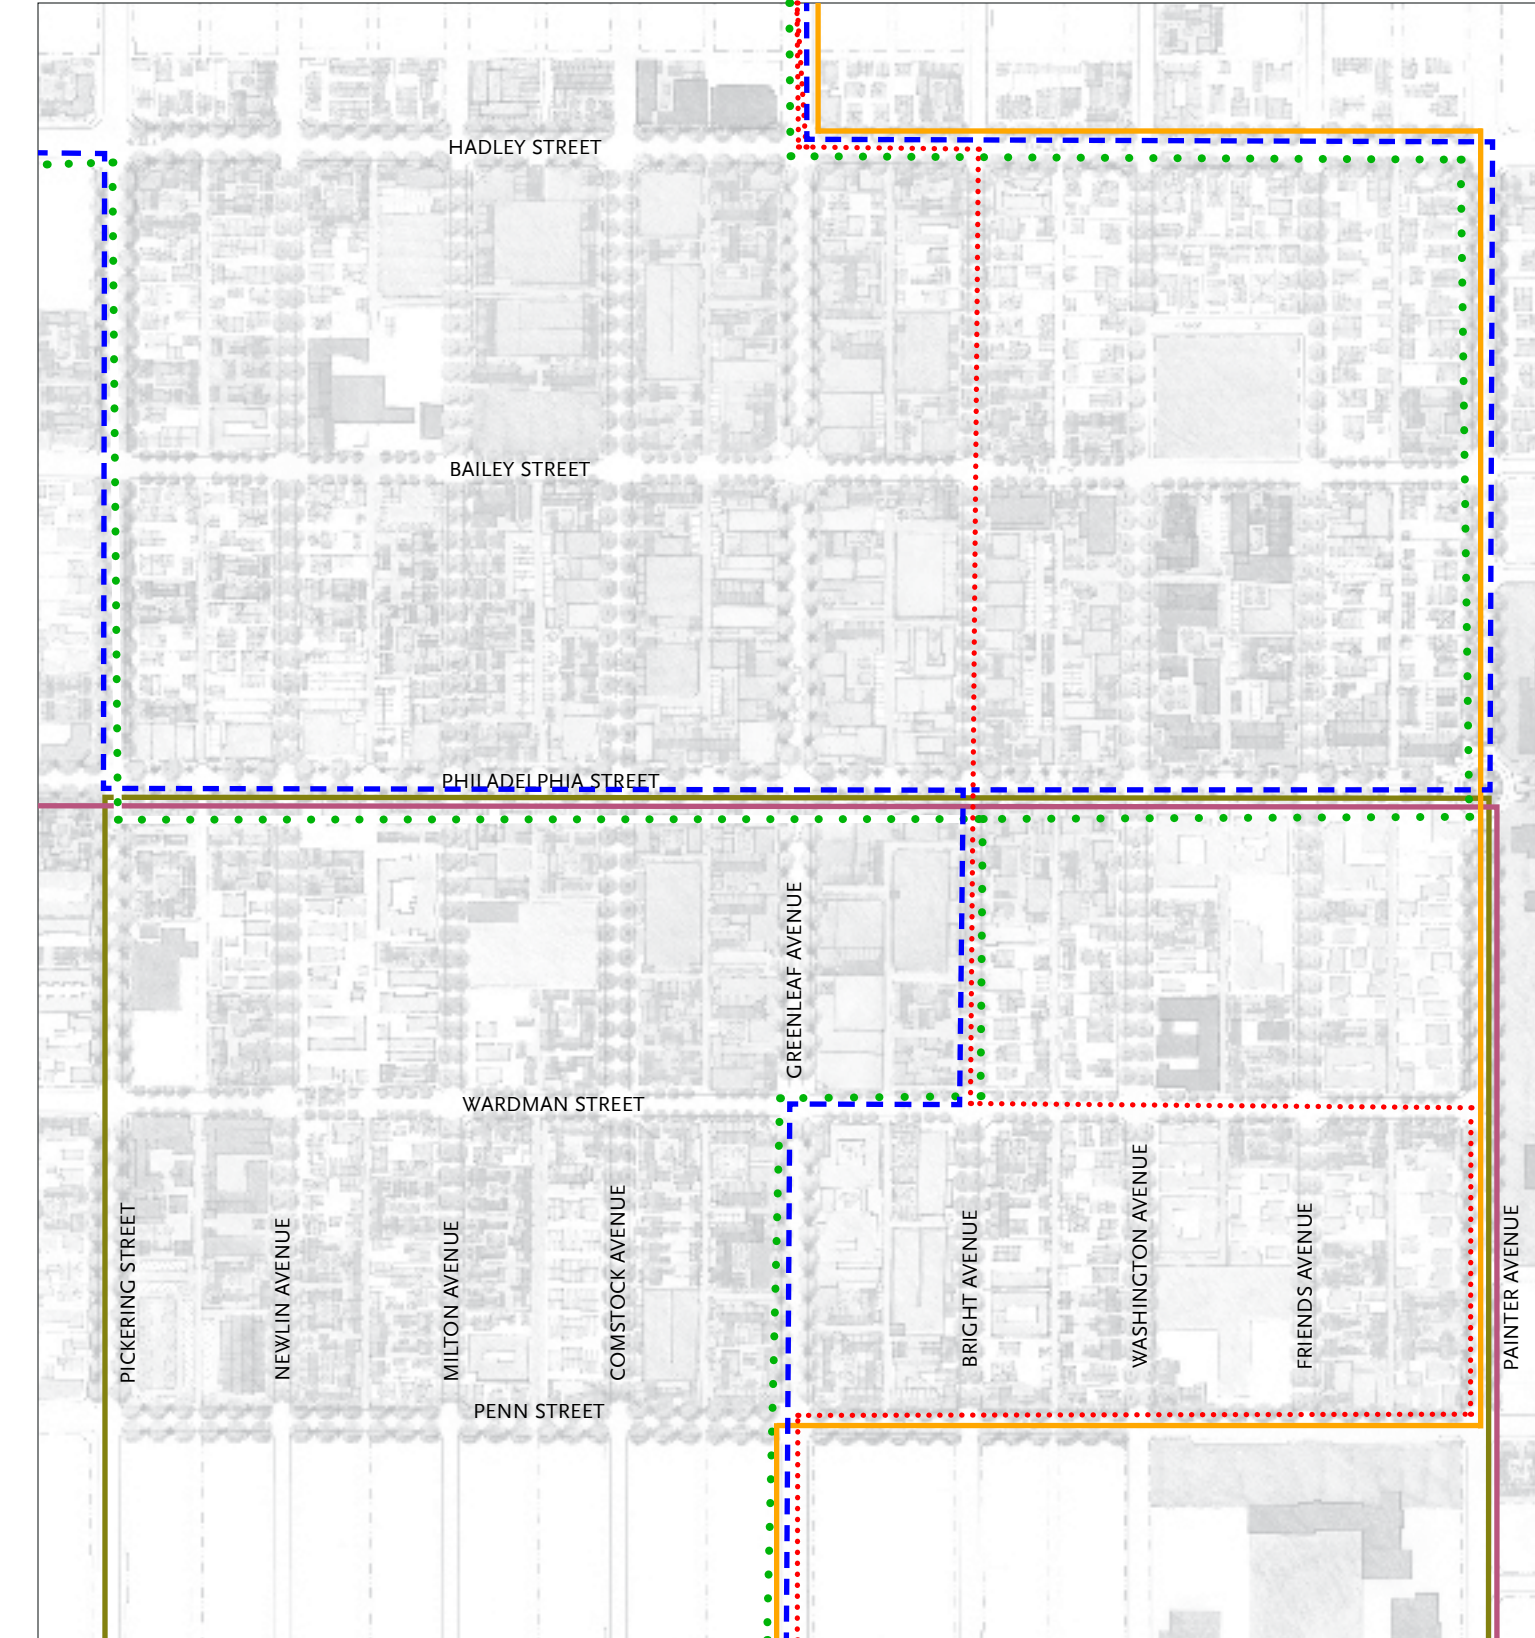 HADLEY STREET
BAILEY STREET
PHILADELPHIA STREET
GREENLEAF AVENUE
WARDMAN STREET
PICKERING STREET
NEWLIN AVENUE
MILTON AVENUE
COMSTOCK AVENUE
BRIGHT AVENUE
WASHINGTON AVENUE
FRIENDS AVENUE
PAINTER AVENUE
PENN STREET